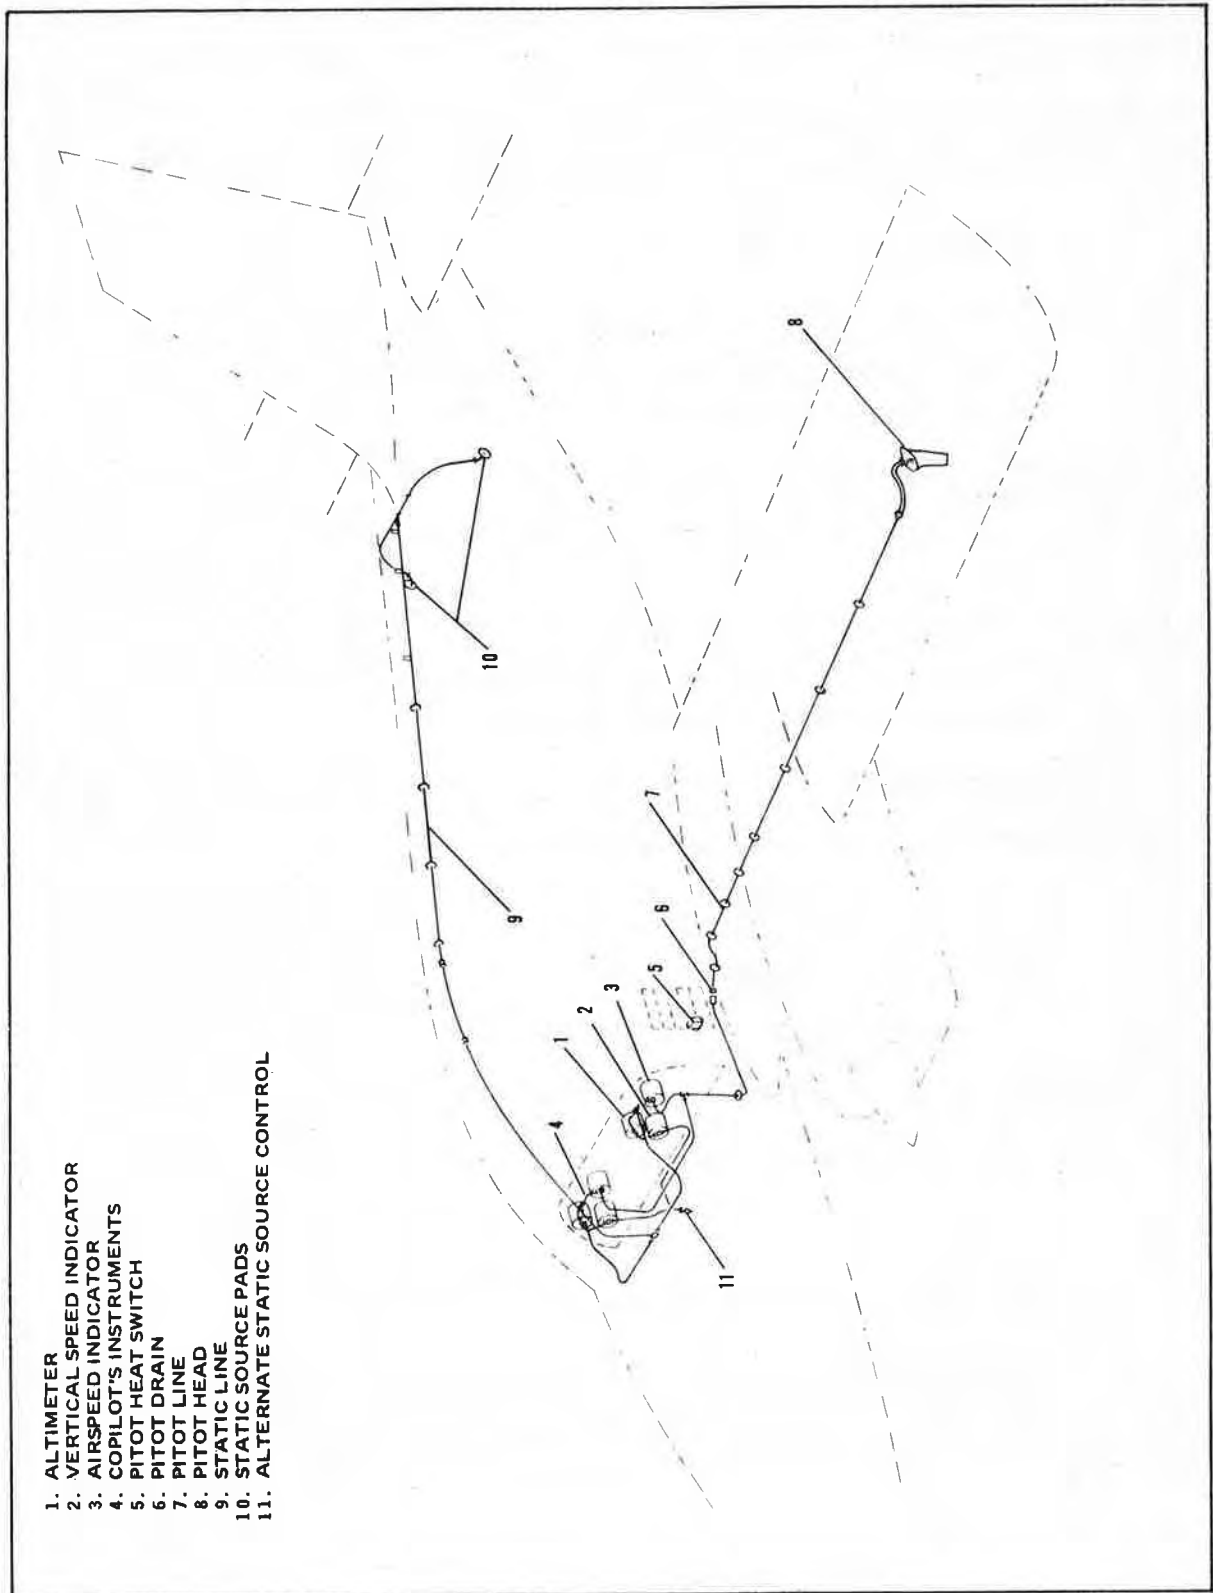 1. ALTIMETER
2. VERTICAL SPEED INDICATOR
3. AIRSPEED INDICATOR
4. COPILOT'S INSTRUMENTS
5. PITOT HEAT SWITCH
6. PITOT DRAIN
7. PITOT LINE
8. PITOT HEAD
9. STATIC LINE
10. STATIC SOURCE PADS
11. ALTERNATE STATIC SOURCE CONTROL
11
4
1
2
3
5
6
7
9
10
8